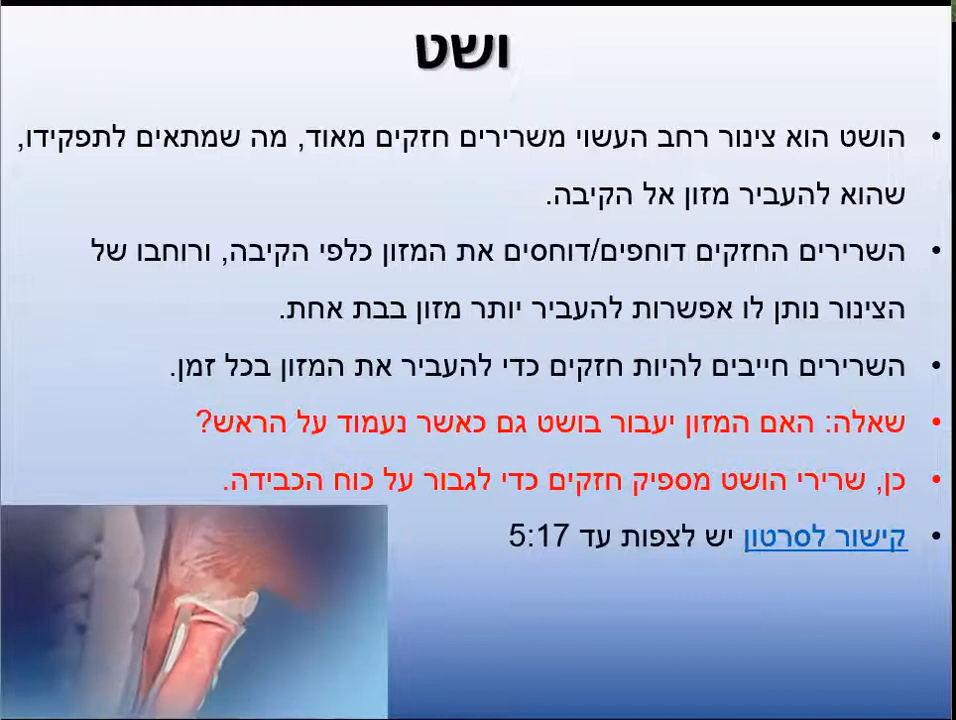 ושט
• הושט הוא צינור רחב העשוי משרירים חזקים מאוד, מה שמתאים לתפקידו,
שהוא להעביר מזון אל הקיבה.
• השרירים החזקים דוחפים/דוחסים את המזון כלפי הקיבה, ורוחבו של
הצינור נותן לו אפשרות להעביר יותר מזון בבת אחת.
• השרירים חייבים להיות חזקים כדי להעביר את המזון בכל זמן.
• שאלה: האם המזון יעבור בושט גם כאשר נעמוד על הראש?
• כן, שרירי הושט מספיק חזקים כדי לגבור על כוח הכבידה.
• קישור לסרטון יש לצפות עד 5:17